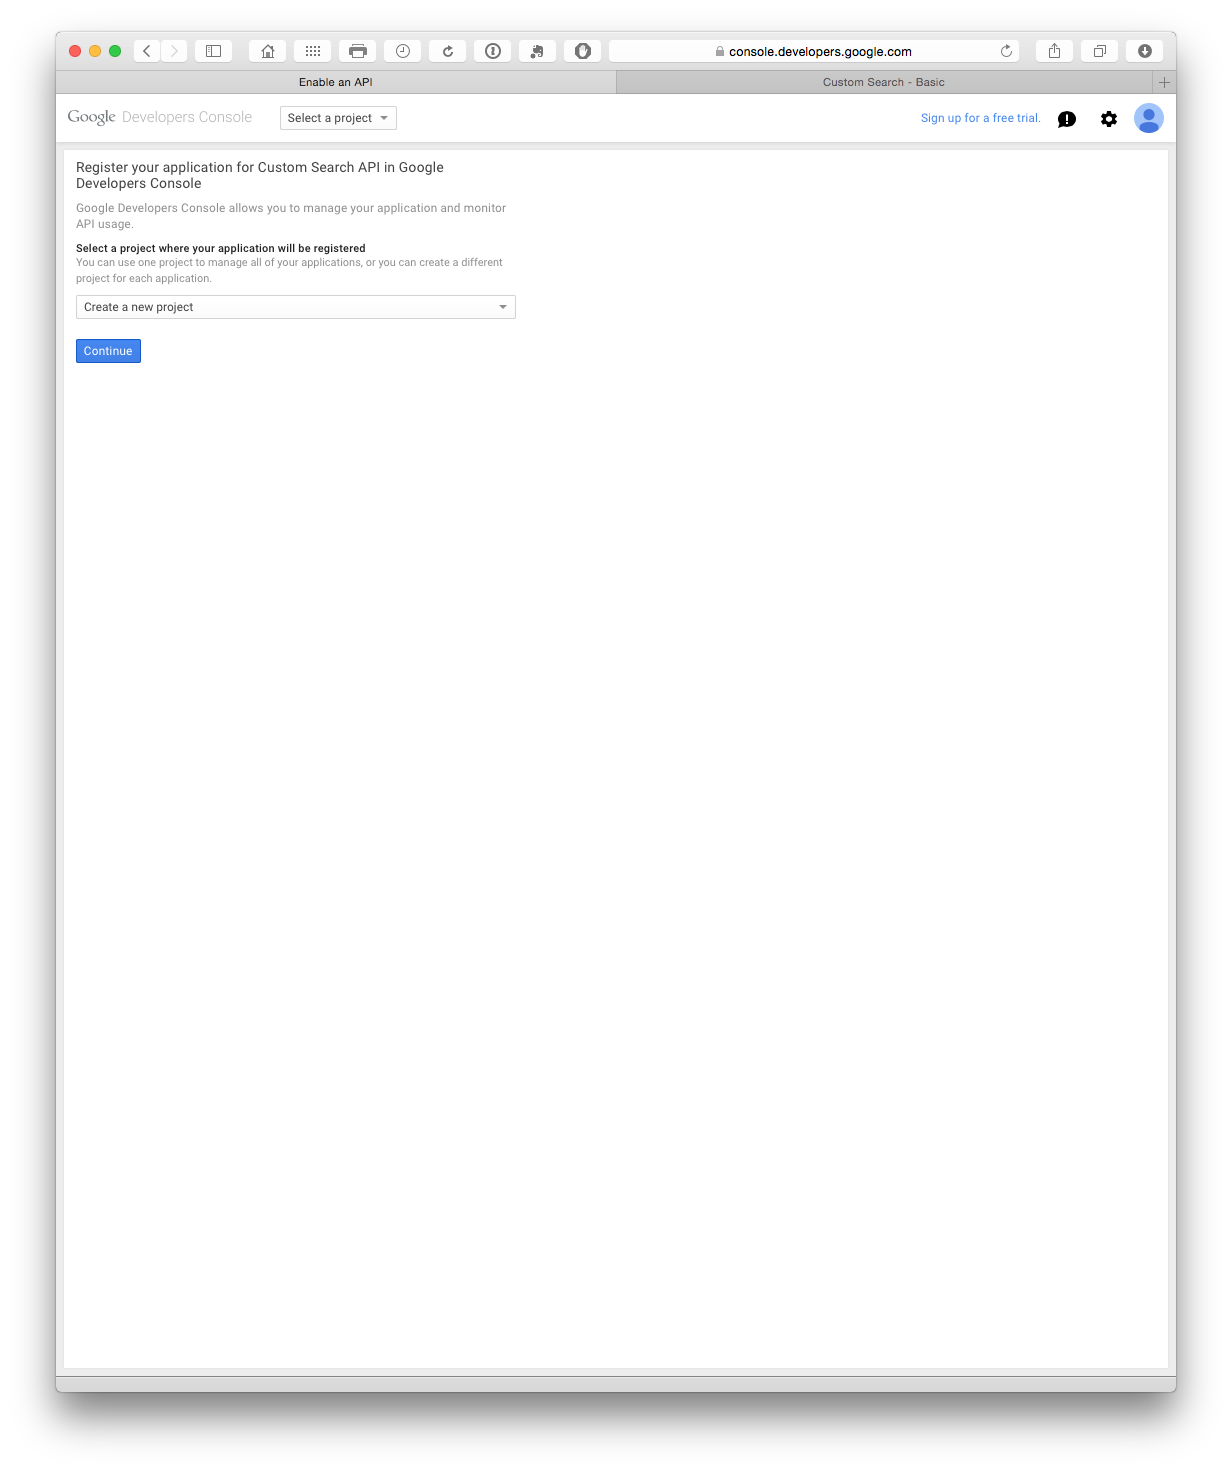 console.developers.google.com
Enable an API
Custom Search - Basic
Google Developers Console
Select a project
Sign up for a free trial.
Register your application for Custom Search API in Google
Developers Console
Google Developers Console allows you to manage your application and monitor
API usage.
Select a project where your application will be registered
You can use one project to manage all of your applications, or you can create a different
project for each application.
Create a new project
Continue